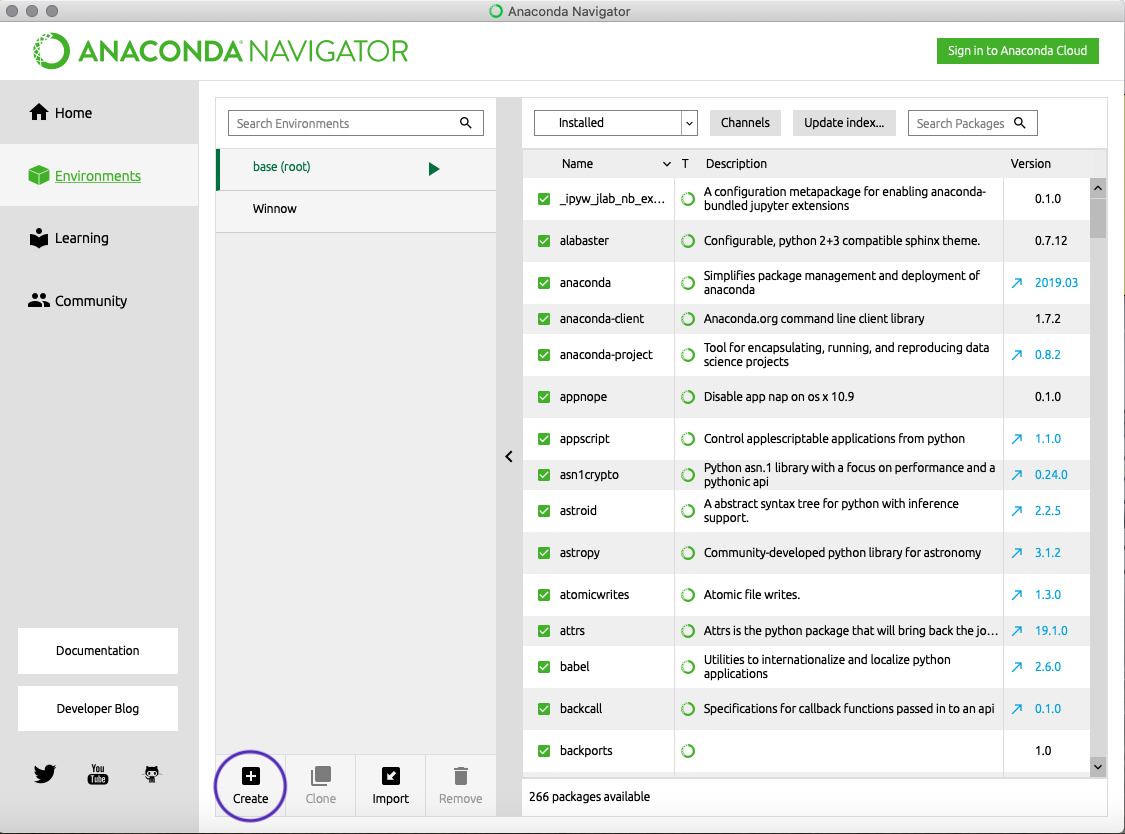 Anaconda Navigator
ANACONDA NAVIGATOR
Sign in to Anaconda Cloud
Home
Environments
Learning
Community
Documentation
Developer Blog
You
Tube
Search Environments
base (root)
Winnow
Create
Clone
Import
Remove
Installed
Channels
Update index...
Search Packages
Name T Description Version
_ipyw_jlab_nb_ex... A configuration metapackage for enabling anaconda-
bundled jupyter extensions 0.1.0
alabaster Configurable, python 2+3 compatible sphinx theme. 0.7.12
anaconda Simplifies package management and deployment of
anaconda 2019.03
anaconda-client Anaconda.org command line client library 1.7.2
anaconda-project Tool for encapsulating, running, and reproducing data
science projects 0.8.2
appnope Disable app nap on os x 10.9 0.1.0
appscript Control applescriptable applications from python 1.1.0
asn1crypto Python asn.1 library with a focus on performance and a
pythonic api 0.24.0
astroid A abstract syntax tree for python with inference
support. 2.2.5
astropy Community-developed python library for astronomy 3.1.2
atomicwrites Atomic file writes. 1.3.0
attrs Attrs is the python package that will bring back the jo... 19.1.0
babel Utilities to internationalize and localize python
applications 2.6.0
backcall Specifications for callback functions passed in to an api 0.1.0
backports 1.0
266 packages available